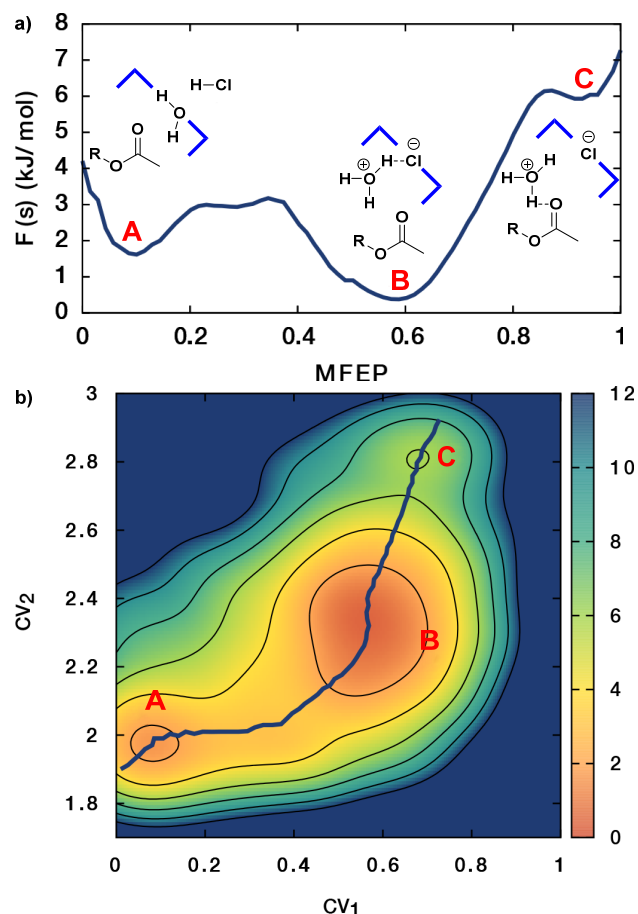 a)
F(s) (kJ/mol)
8
7
6
5
4
3
2
1
0
H
O
H
H–Cl
R
O
O
A
H
O
⊕
H
H
Cl
⊖
R
O
O
B
C
⊕
O
H
H
H
Cl
⊖
R
O
O
0 0.2 0.4 0.6 0.8 1
MFEP
b)
CV2
3
2.8
2.6
2.4
2.2
2
1.8
A
B
C
12
10
8
6
4
2
0
0 0.2 0.4 0.6 0.8 1
CV1